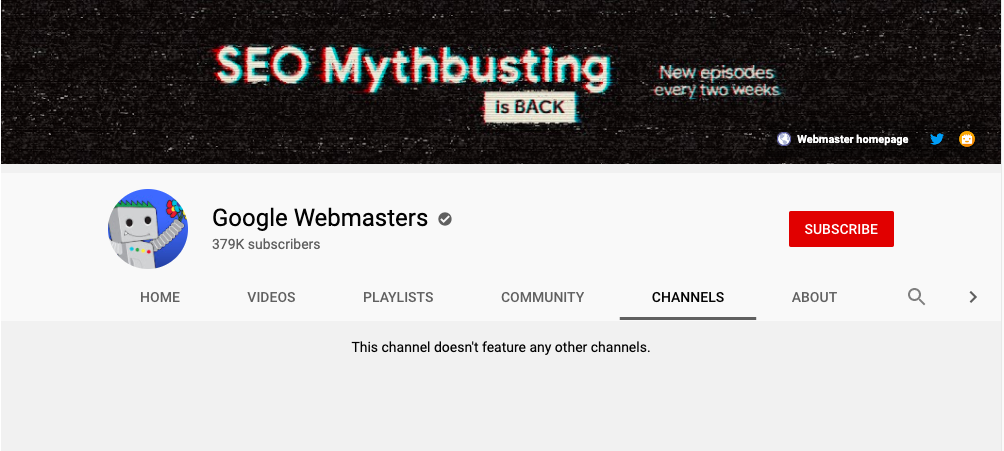 SEO Mythbusting
is BACK
New episodes
every two weeks
Webmaster homepage
Google Webmasters
379K subscribers
SUBSCRIBE
HOME VIDEOS PLAYLISTS COMMUNITY CHANNELS ABOUT
This channel doesn't feature any other channels.